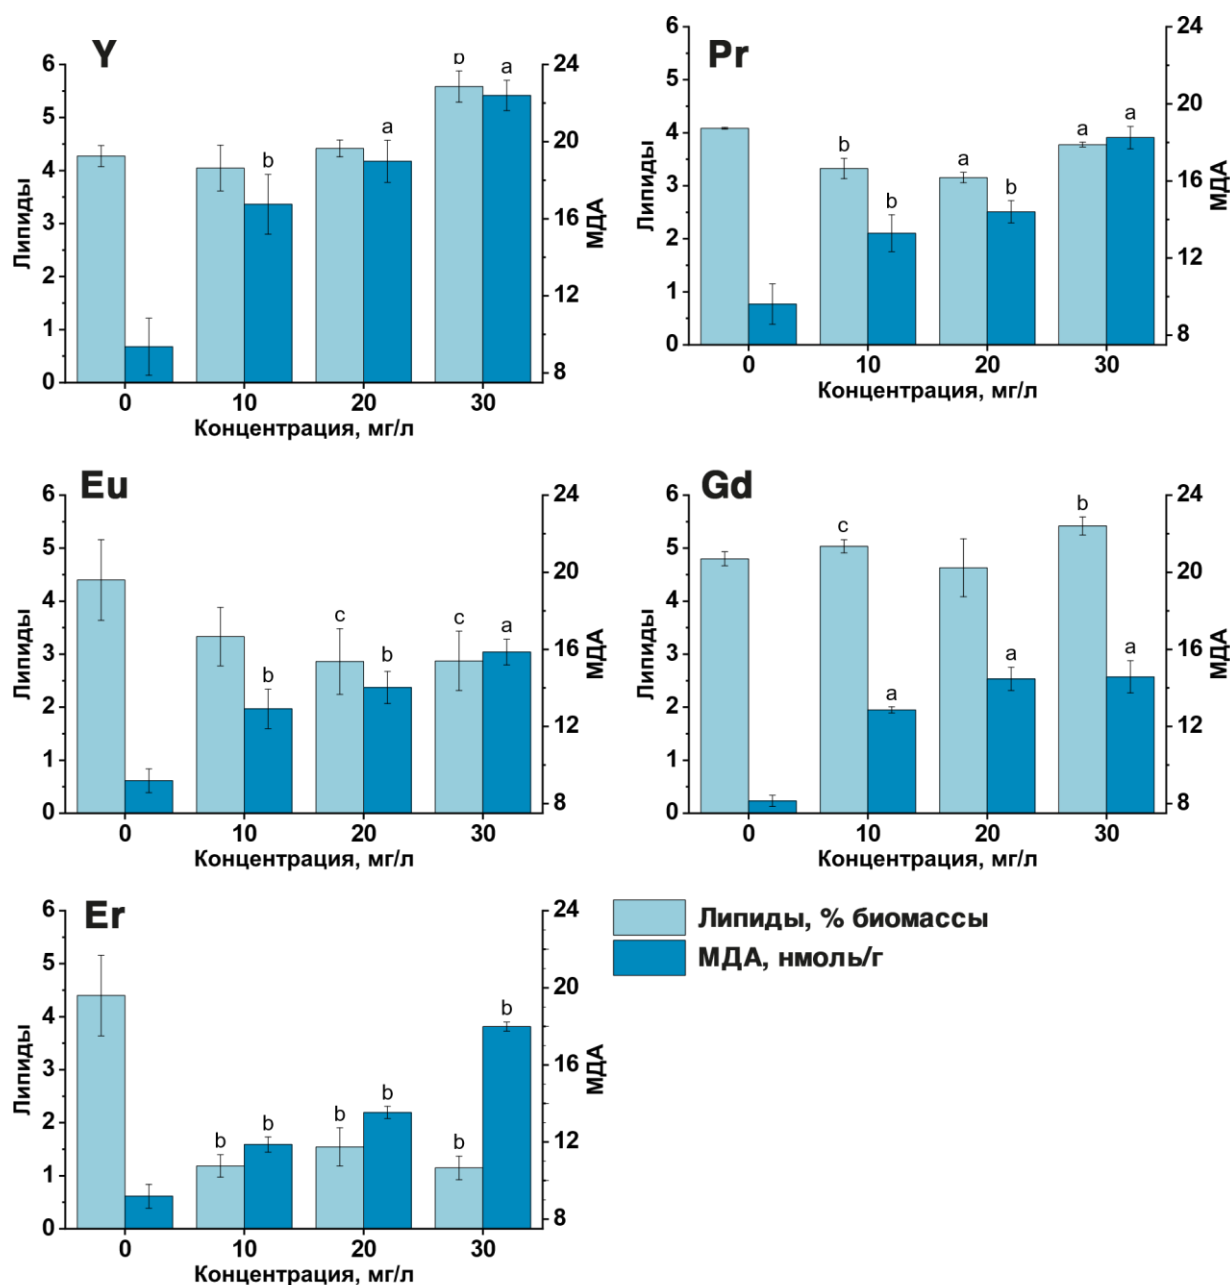 Y
Липиды
6
5
4
3
2
1
0
b
a
a
b
24
20
16
12
8
МДА
0 10 20 30
Концентрация, мг/л
Pr
Липиды
6
5
4
3
2
1
0
b
b
a
b
a
a
24
20
16
12
8
МДА
0 10 20 30
Концентрация, мг/л
Eu
Липиды
6
5
4
3
2
1
0
b
c
b
c
a
24
20
16
12
8
МДА
0 10 20 30
Концентрация, мг/л
Gd
Липиды
6
5
4
3
2
1
0
c
a
a
b
a
24
20
16
12
8
МДА
0 10 20 30
Концентрация, мг/л
Er
Липиды
6
5
4
3
2
1
0
b
b
b
b
b
b
24
20
16
12
8
МДА
0 10 20 30
Концентрация, мг/л
Липиды, % биомассы
МДА, нмоль/г